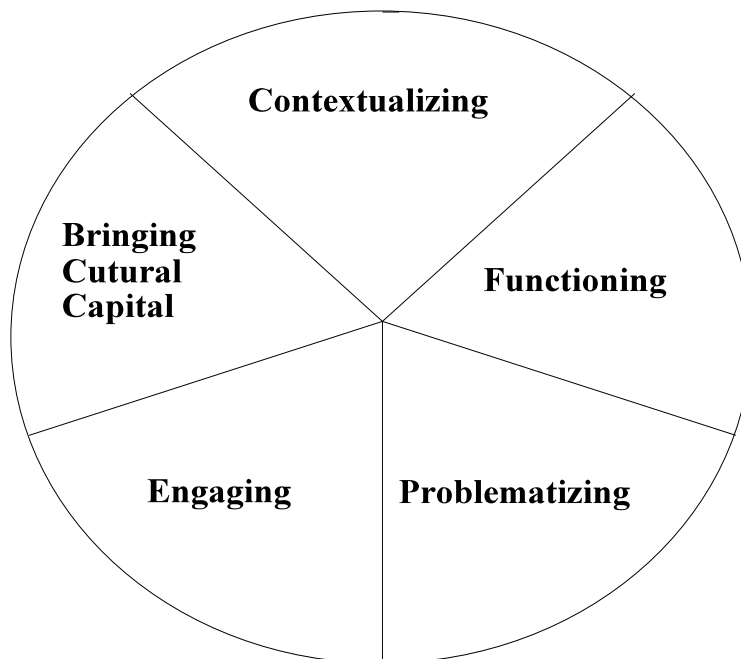 Contextualizing
Bringing
Cutural
Capital
Functioning
Engaging
Problematizing